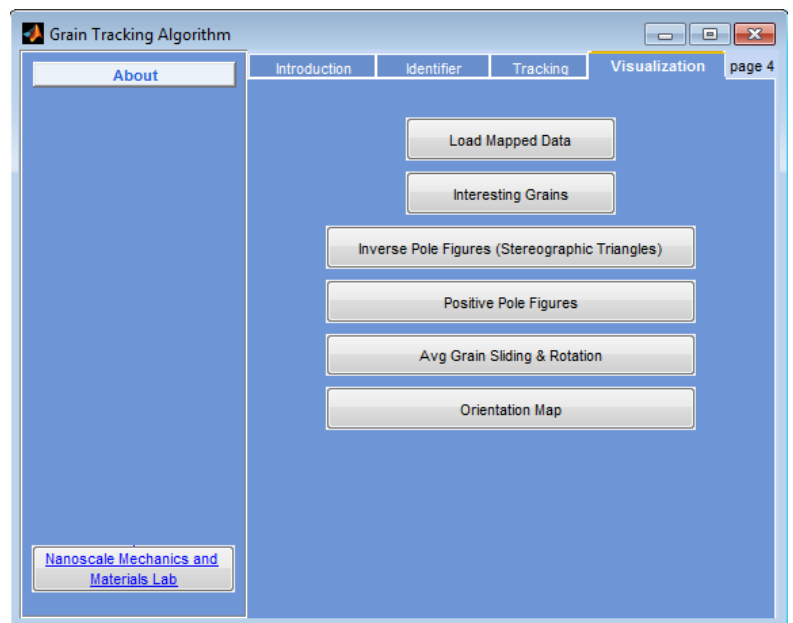 Grain Tracking Algorithm
About
Introduction
Identifier
Tracking
Visualization
page 4
Load Mapped Data
Interesting Grains
Inverse Pole Figures (Stereographic Triangles)
Positive Pole Figures
Avg Grain Sliding & Rotation
Orientation Map
Nanoscale Mechanics and
Materials Lab